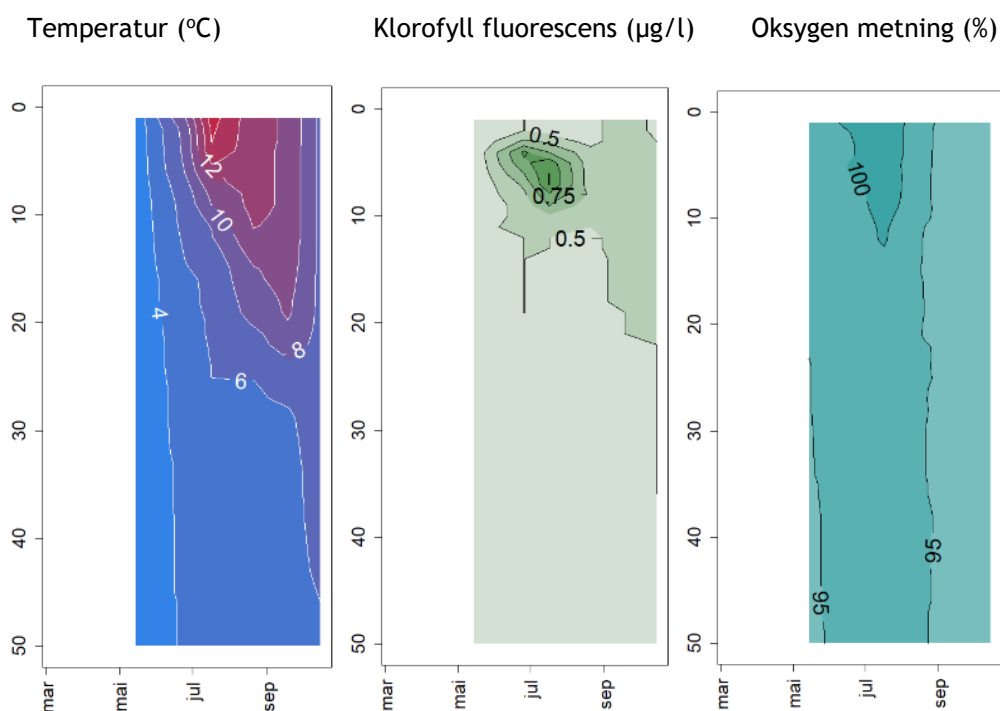 Temperatur (ºC)
Klorofyll fluorescens (µg/l)
Oksygen metning (%)
0
10
20
30
40
50
mar
mai
jul
sep
12
10
8
6
4
0
10
20
30
40
50
mar
mai
jul
sep
0.5
0.75
0.5
0
10
20
30
40
50
mar
mai
jul
sep
100
95
95